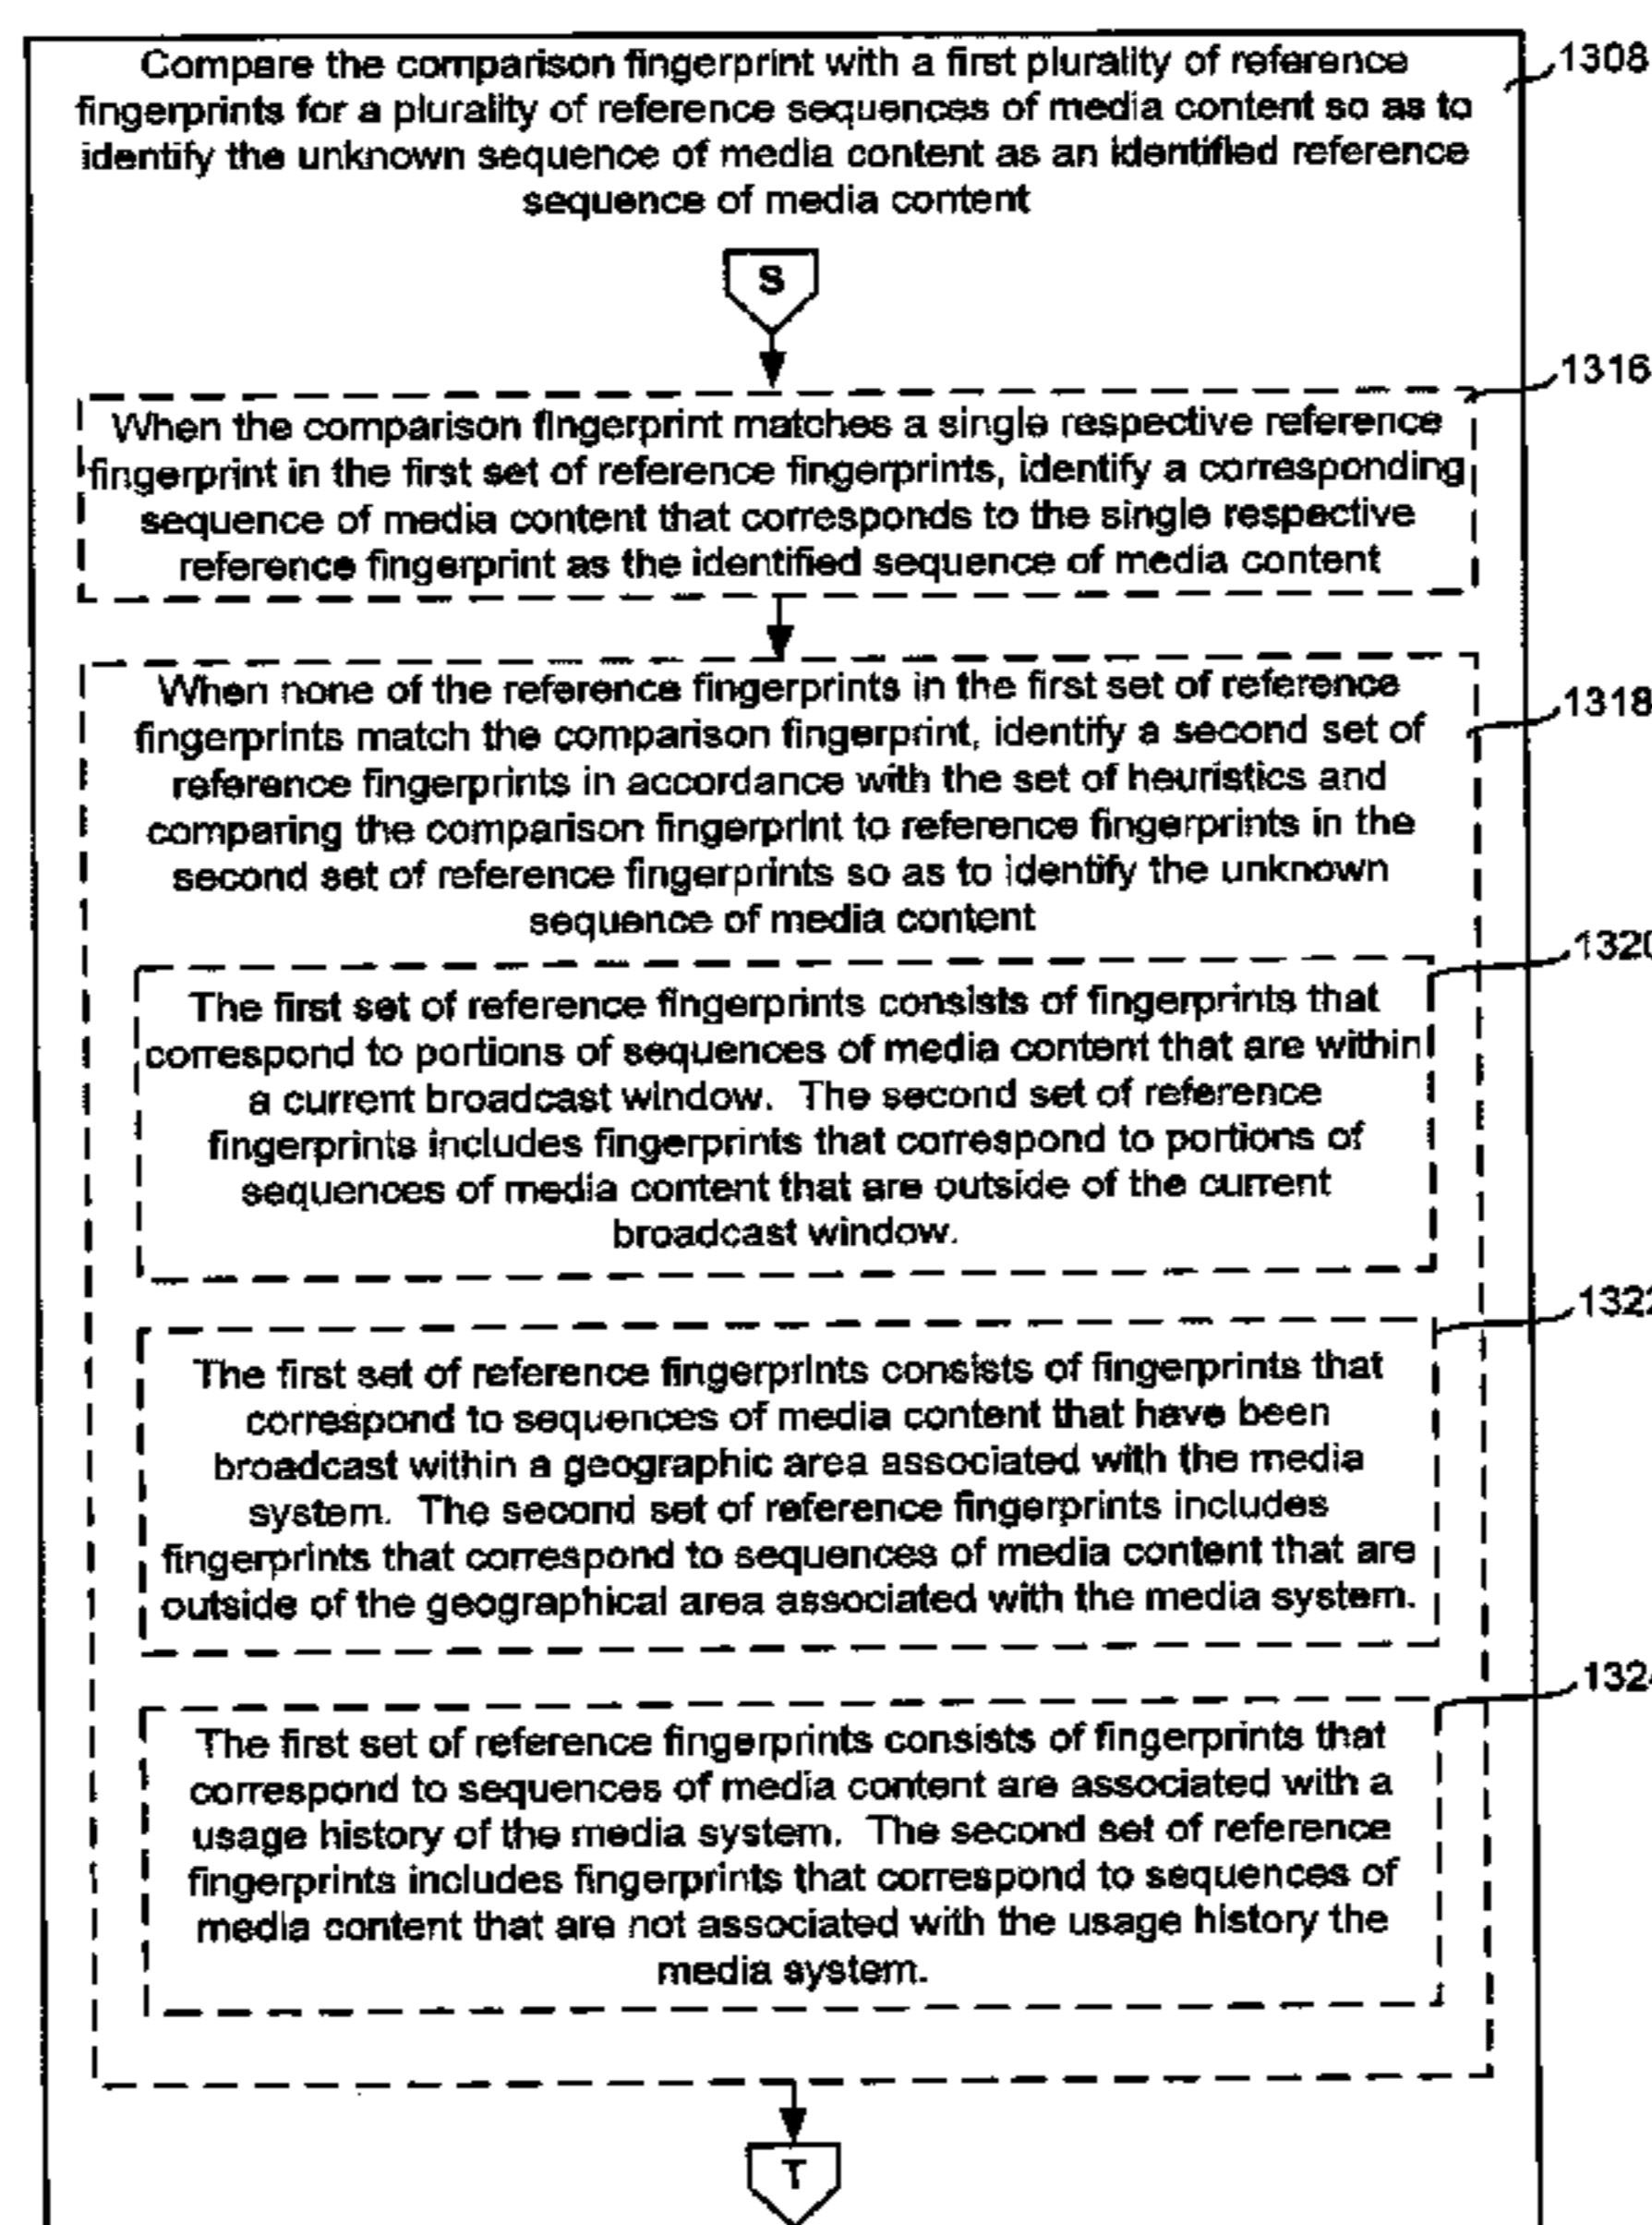 Compare the comparison fingerprint with a first plurality of reference
fingerprints for a plurality of reference sequences of media content so as to
identify the unknown sequence of media content as an identified reference
sequence of media content
1308
S
1316
When the comparison fingerprint matches a single respective reference
fingerprint in the first set of reference fingerprints, identify a corresponding
sequence of media content that corresponds to the single respective
reference fingerprint as the identified sequence of media content
When none of the reference fingerprints in the first set of reference
fingerprints match the comparison fingerprint, identify a second set of
reference fingerprints in accordance with the set of heuristics and
comparing the comparison fingerprint to reference fingerprints in the
second set of reference fingerprints so as to identify the unknown
sequence of media content
1318
1320
The first set of reference fingerprints consists of fingerprints that
correspond to portions of sequences of media content that are within
a current broadcast window. The second set of reference
fingerprints includes fingerprints that correspond to portions of
sequences of media content that are outside of the current
broadcast window.
1322
The first set of reference fingerprints consists of fingerprints that
correspond to sequences of media content that have been
broadcast within a geographic area associated with the media
system. The second set of reference fingerprints includes
fingerprints that correspond to sequences of media content that are
outside of the geographical area associated with the media system.
1324
The first set of reference fingerprints consists of fingerprints that
correspond to sequences of media content are associated with a
usage history of the media system. The second set of reference
fingerprints includes fingerprints that correspond to sequences of
media content that are not associated with the usage history the
media system.
T